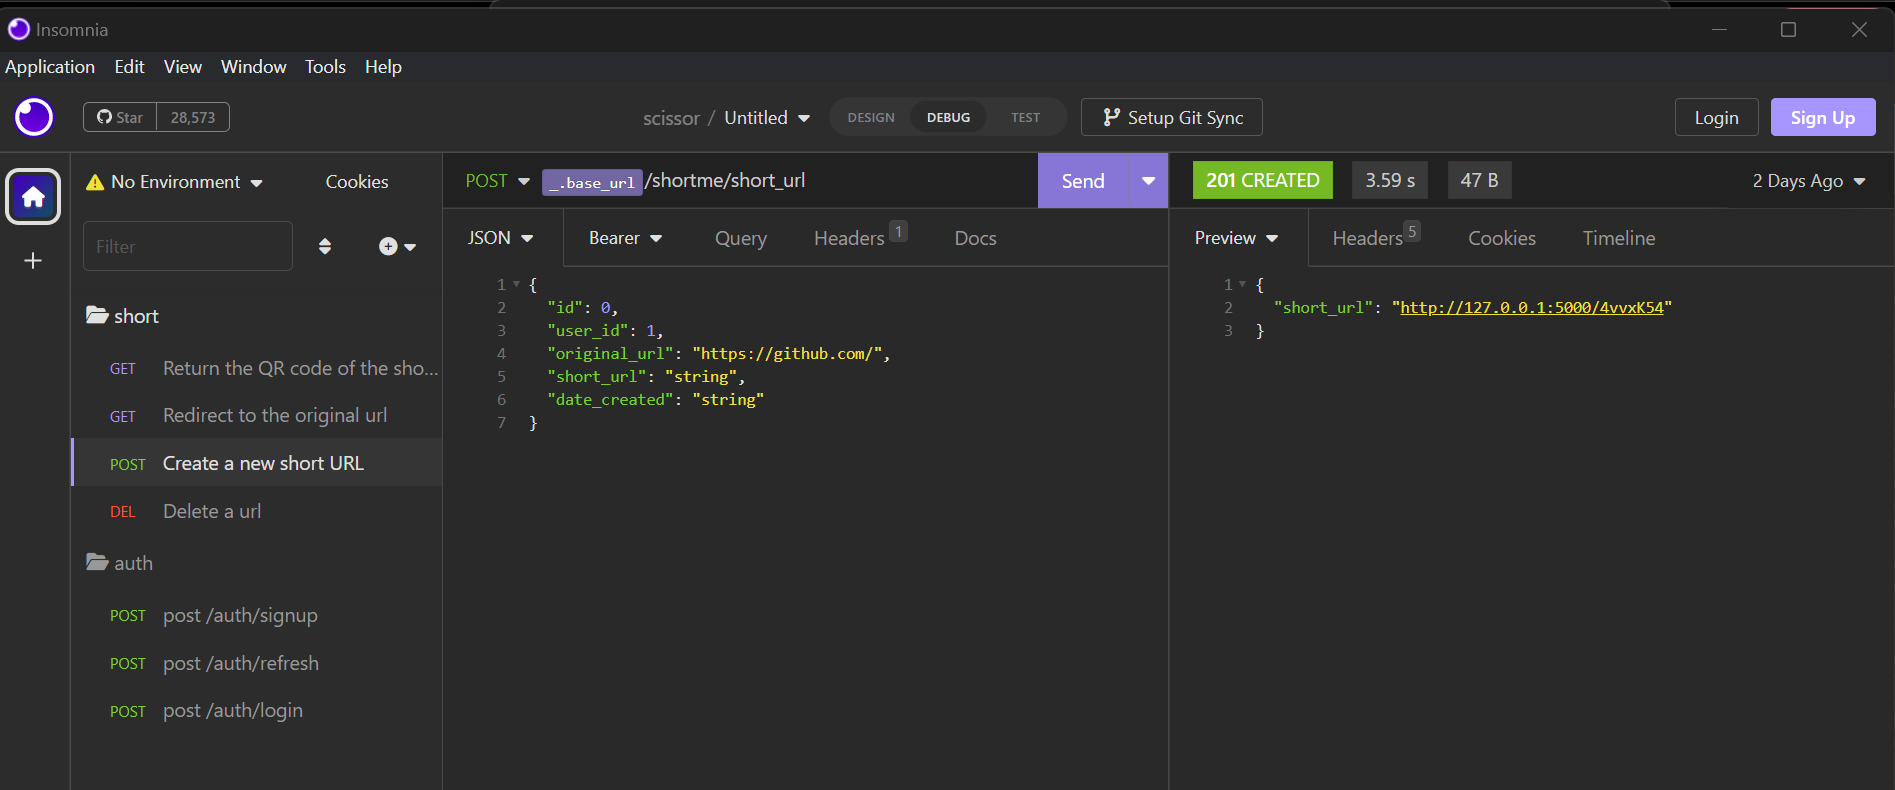 Insomnia
Application Edit View Window Tools Help
Star 28,573
scissor / Untitled
DESIGN DEBUG TEST
Setup Git Sync
Login Sign Up
No Environment Cookies
Filter
short
GET Return the QR code of the sho...
GET Redirect to the original url
POST Create a new short URL
DEL Delete a url
auth
POST post /auth/signup
POST post /auth/refresh
POST post /auth/login
POST _.base_url/shortme/short_url Send
JSON Bearer Query Headers 1 Docs
1 {
2 "id": 0,
3 "user_id": 1,
4 "original_url": "https://github.com/",
5 "short_url": "string",
6 "date_created": "string"
7 }
201 CREATED 3.59 s 47 B 2 Days Ago
Preview Headers 5 Cookies Timeline
1 {
2 "short_url": "http://127.0.0.1:5000/4vvxK54"
3 }